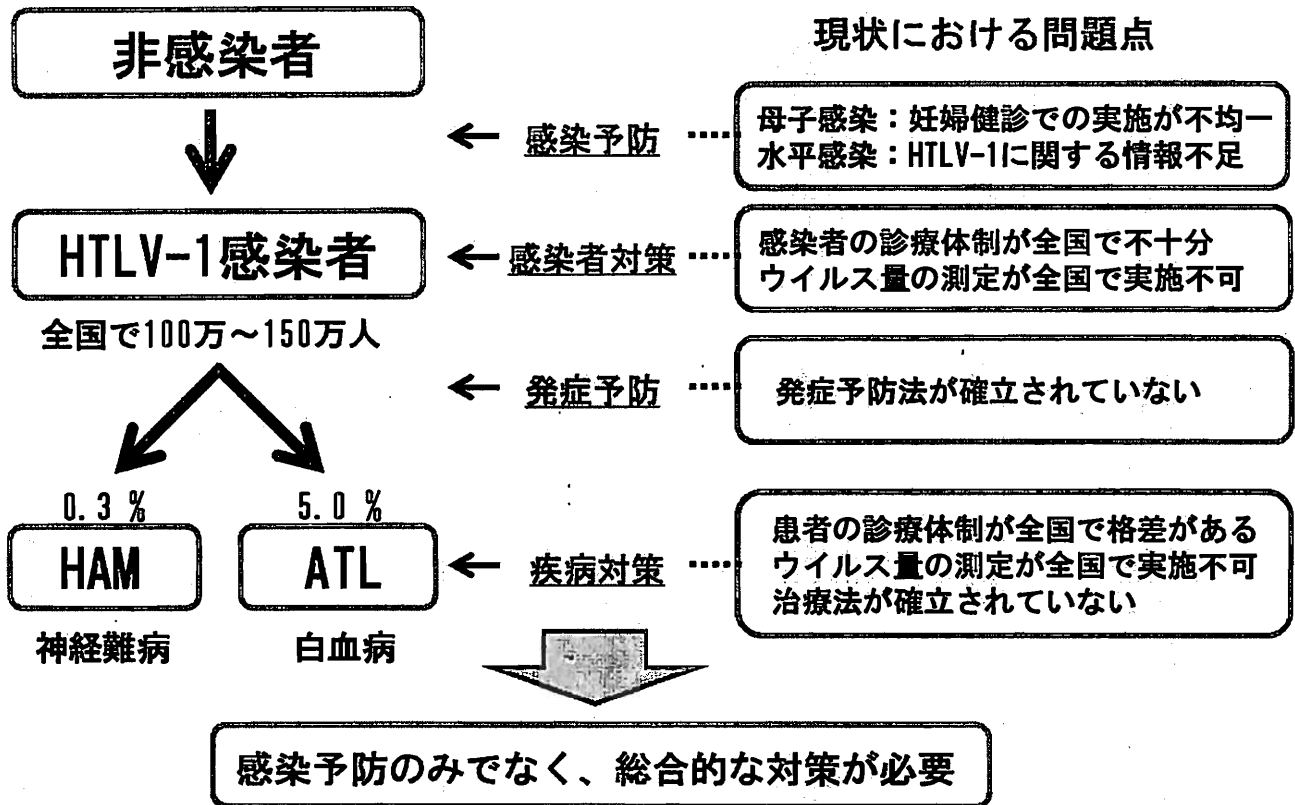 非感染者
現状における問題点
感染予防
母子感染:妊婦健診での実施が不均一
水平感染:HTLV-1に関する情報不足
HTLV-1感染者
全国で100万～150万人
感染者対策
感染者の診療体制が全国で不十分
ウイルス量の測定が全国で実施不可
発症予防
発症予防法が確立されていない
0.3 %
HAM
神経難病
5.0 %
ATL
白血病
疾病対策
患者の診療体制が全国で格差がある
ウイルス量の測定が全国で実施不可
治療法が確立されていない
感染予防のみでなく、総合的な対策が必要